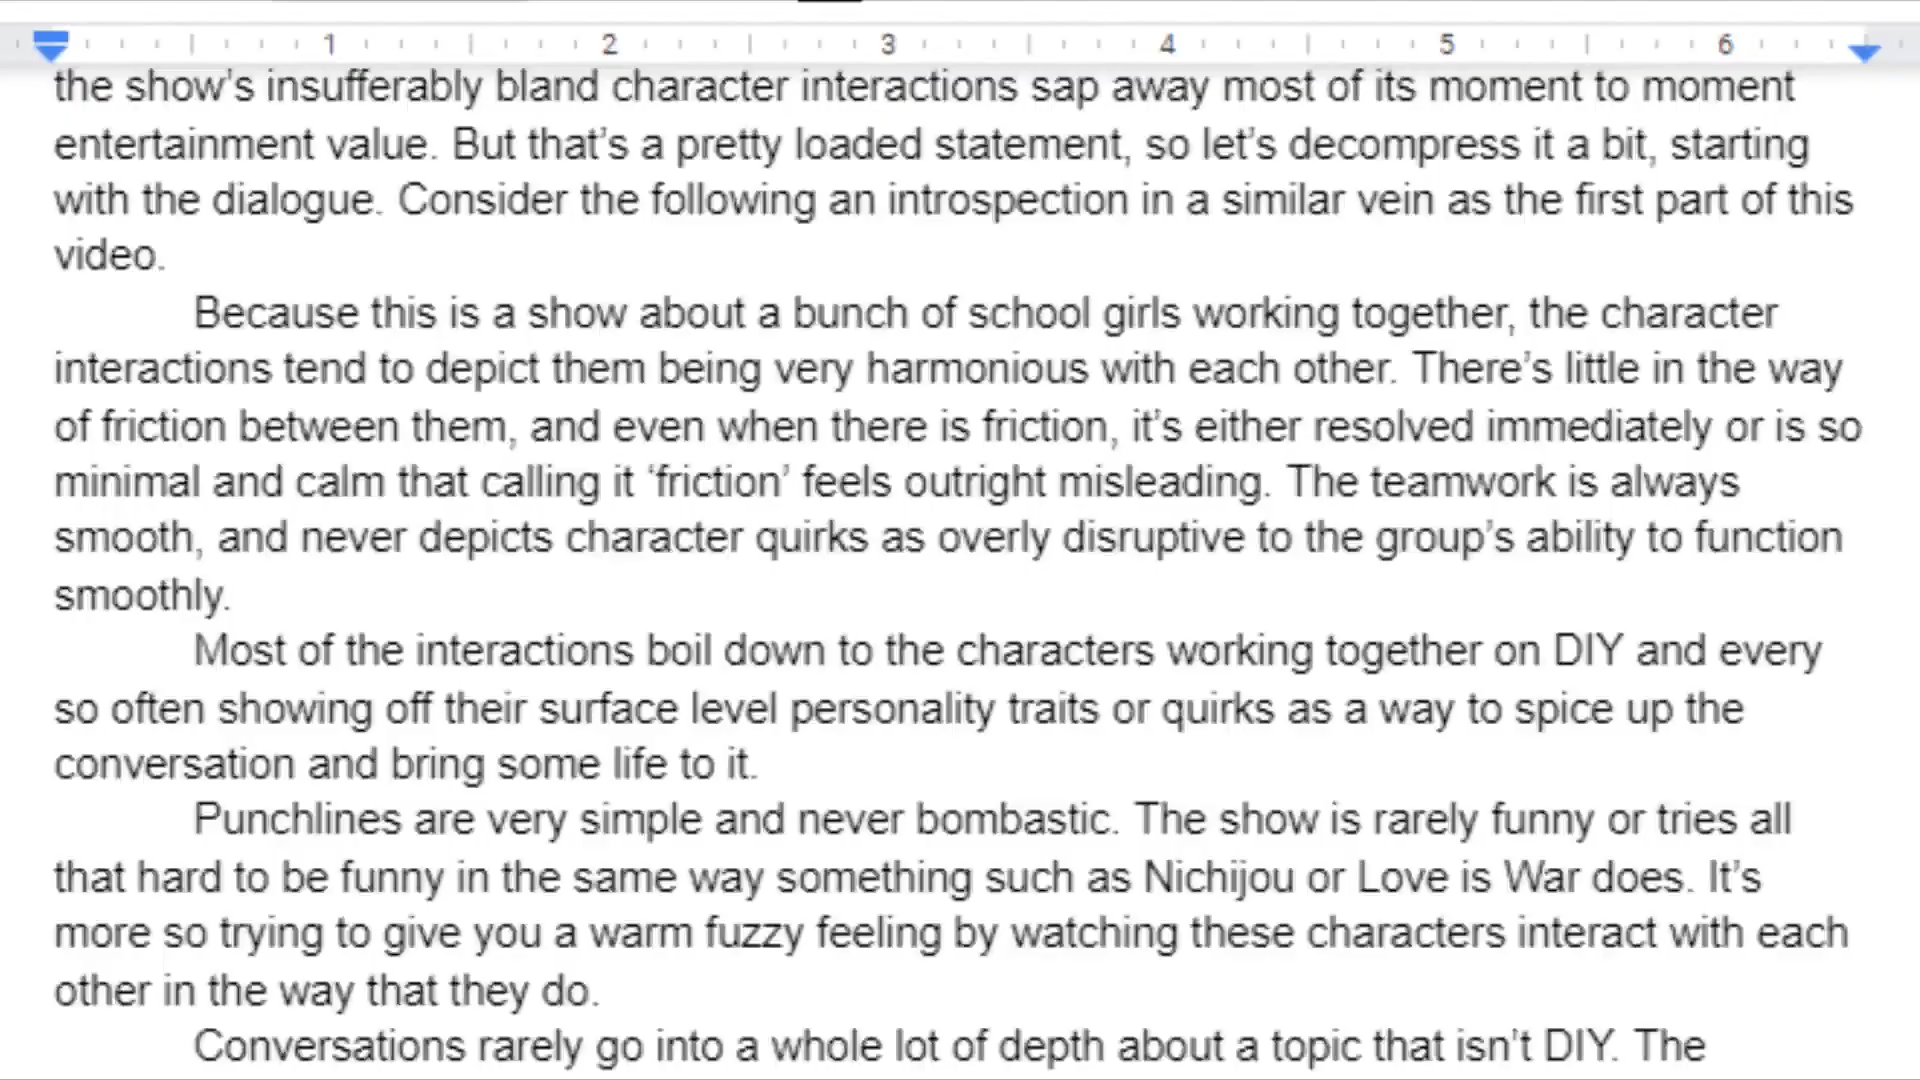 1 2 3 4 5 6
the show's insufferably bland character interactions sap away most of its moment to moment
entertainment value. But that's a pretty loaded statement, so let's decompress it a bit, starting
with the dialogue. Consider the following an introspection in a similar vein as the first part of this
video.
Because this is a show about a bunch of school girls working together, the character
interactions tend to depict them being very harmonious with each other. There's little in the way
of friction between them, and even when there is friction, it's either resolved immediately or is so
minimal and calm that calling it ‘friction’ feels outright misleading. The teamwork is always
smooth, and never depicts character quirks as overly disruptive to the group's ability to function
smoothly.
Most of the interactions boil down to the characters working together on DIY and every
so often showing off their surface level personality traits or quirks as a way to spice up the
conversation and bring some life to it.
Punchlines are very simple and never bombastic. The show is rarely funny or tries all
that hard to be funny in the same way something such as Nichijou or Love is War does. It's
more so trying to give you a warm fuzzy feeling by watching these characters interact with each
other in the way that they do.
Conversations rarely go into a whole lot of depth about a topic that isn't DIY. The